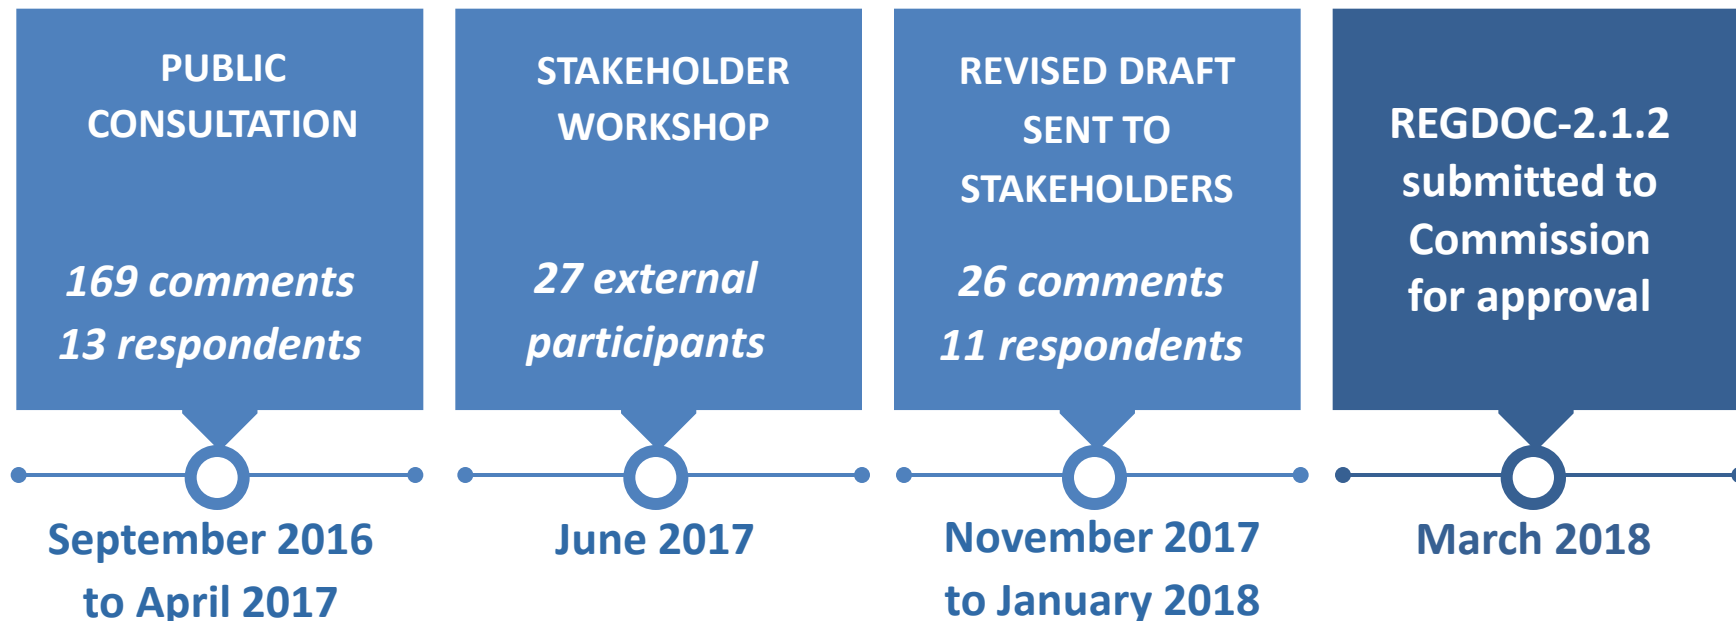 PUBLIC
CONSULTATION
169 comments
13 respondents
September 2016
to April 2017
STAKEHOLDER
WORKSHOP
27 external
participants
June 2017
REVISED DRAFT
SENT TO
STAKEHOLDERS
26 comments
11 respondents
November 2017
to January 2018
REGDOC-2.1.2
submitted to
Commission
for approval
March 2018